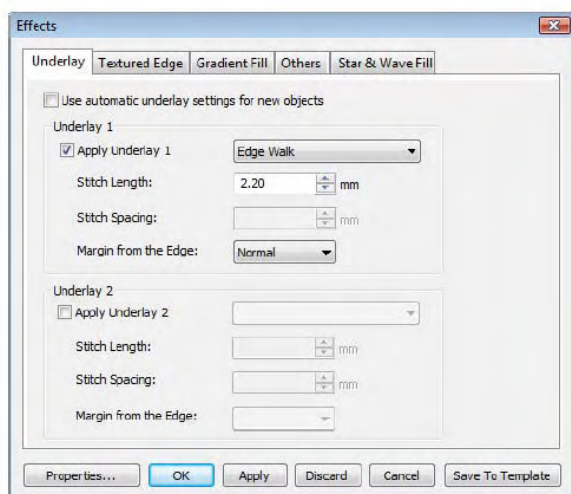 Effects
Underlay Textured Edge Gradient Fill Others Star & Wave Fill
Use automatic underlay settings for new objects
Underlay 1
Apply Underlay 1 Edge Walk
Stitch Length: 2.20 mm
Stitch Spacing: mm
Margin from the Edge: Normal
Underlay 2
Apply Underlay 2
Stitch Length: mm
Stitch Spacing: mm
Margin from the Edge:
Properties... OK Apply Discard Cancel Save To Template